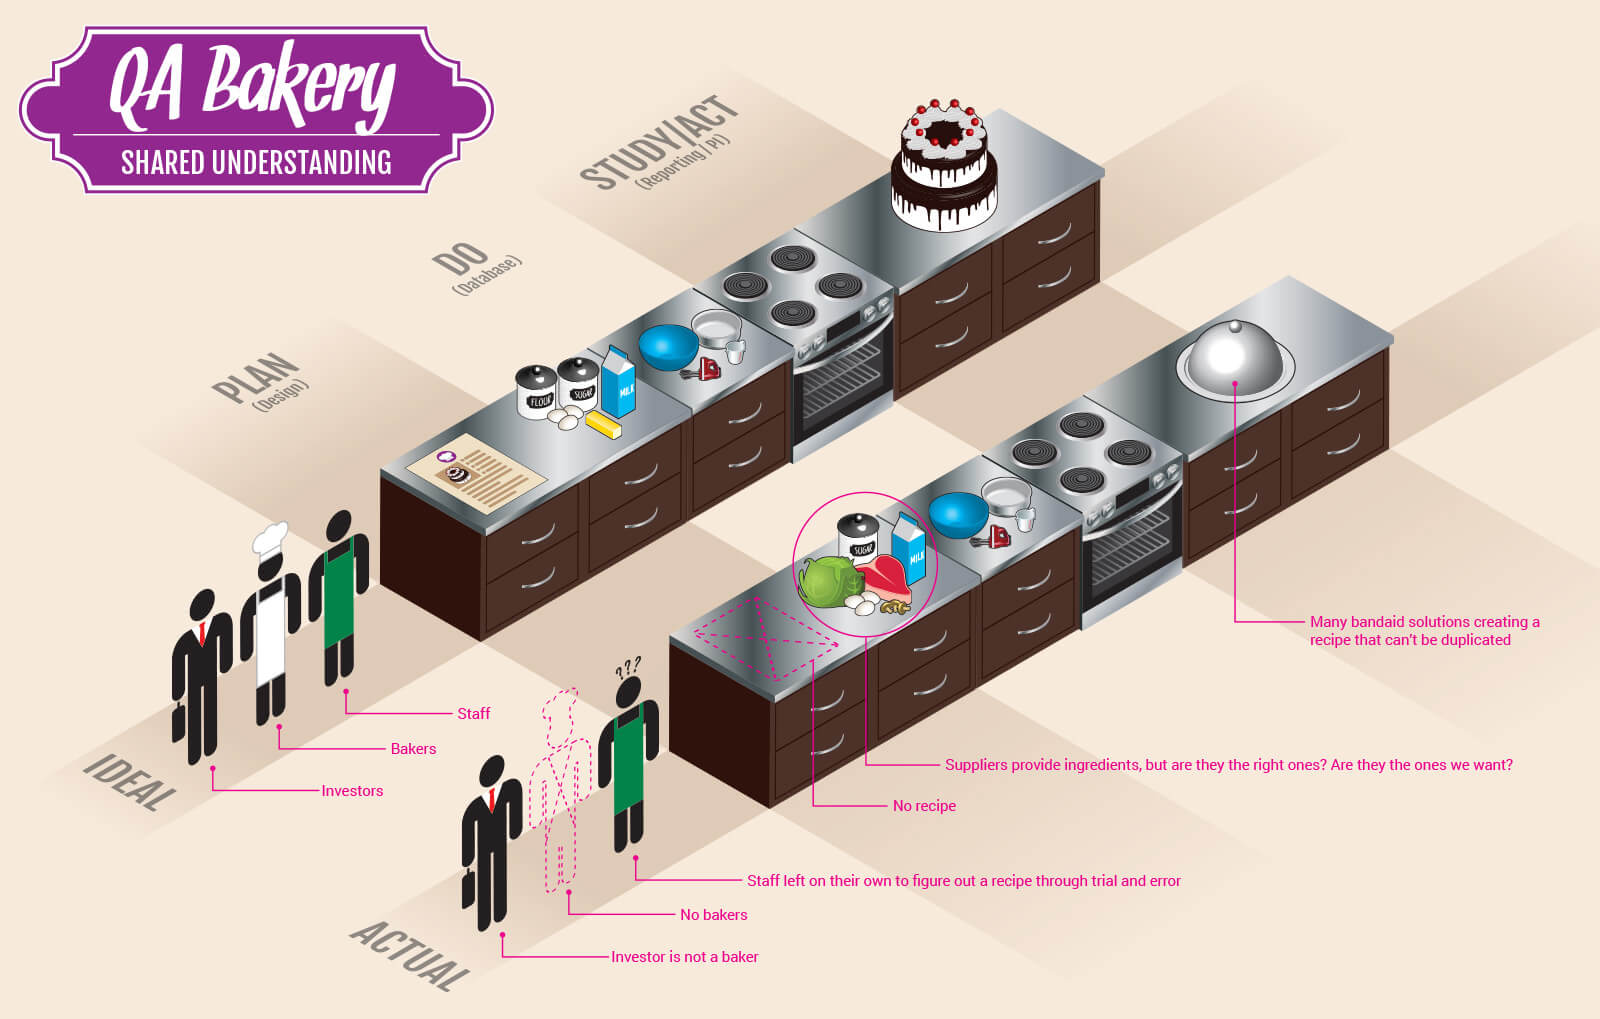 QA Bakery
SHARED UNDERSTANDING
STUDY/ACT
(Reporting / PI)
DO
(Database)
PLAN
(Design)
FLOUR
SUGAR
MILK
IDEAL
Staff
Bakers
Investors
SUGAR
MILK
Many bandaid solutions creating a
recipe that can't be duplicated
Suppliers provide ingredients, but are they the right ones? Are they the ones we want?
No recipe
???
Staff left on their own to figure out a recipe through trial and error
No bakers
Investor is not a baker
ACTUAL